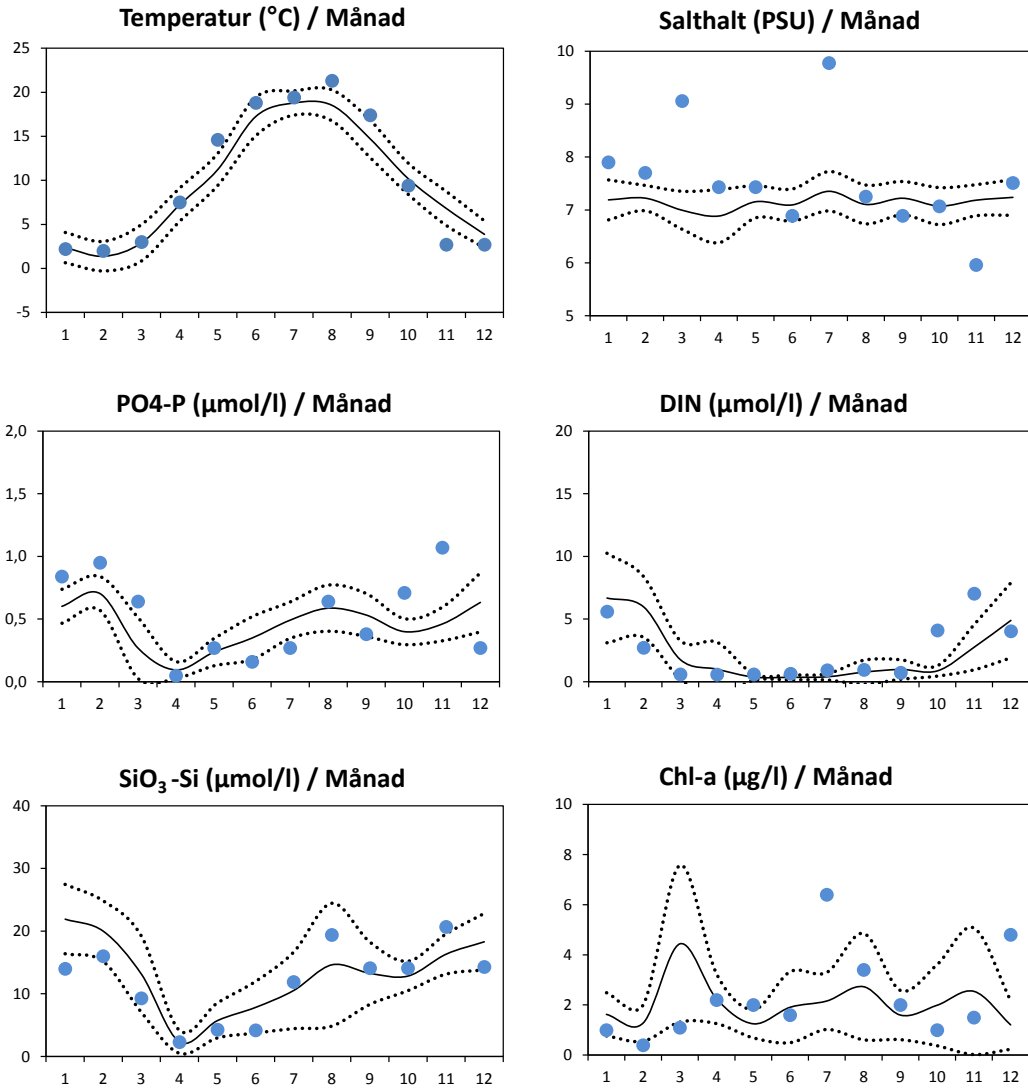 Temperatur (°C) / Månad
25
20
15
10
5
0
-5
1 2 3 4 5 6 7 8 9 10 11 12
Salthalt (PSU) / Månad
10
9
8
7
6
5
1 2 3 4 5 6 7 8 9 10 11 12
PO4-P (µmol/l) / Månad
2,0
1,5
1,0
0,5
0,0
1 2 3 4 5 6 7 8 9 10 11 12
DIN (µmol/l) / Månad
20
15
10
5
0
1 2 3 4 5 6 7 8 9 10 11 12
SiO₃ -Si (µmol/l) / Månad
40
30
20
10
0
1 2 3 4 5 6 7 8 9 10 11 12
Chl-a (µg/l) / Månad
10
8
6
4
2
0
1 2 3 4 5 6 7 8 9 10 11 12